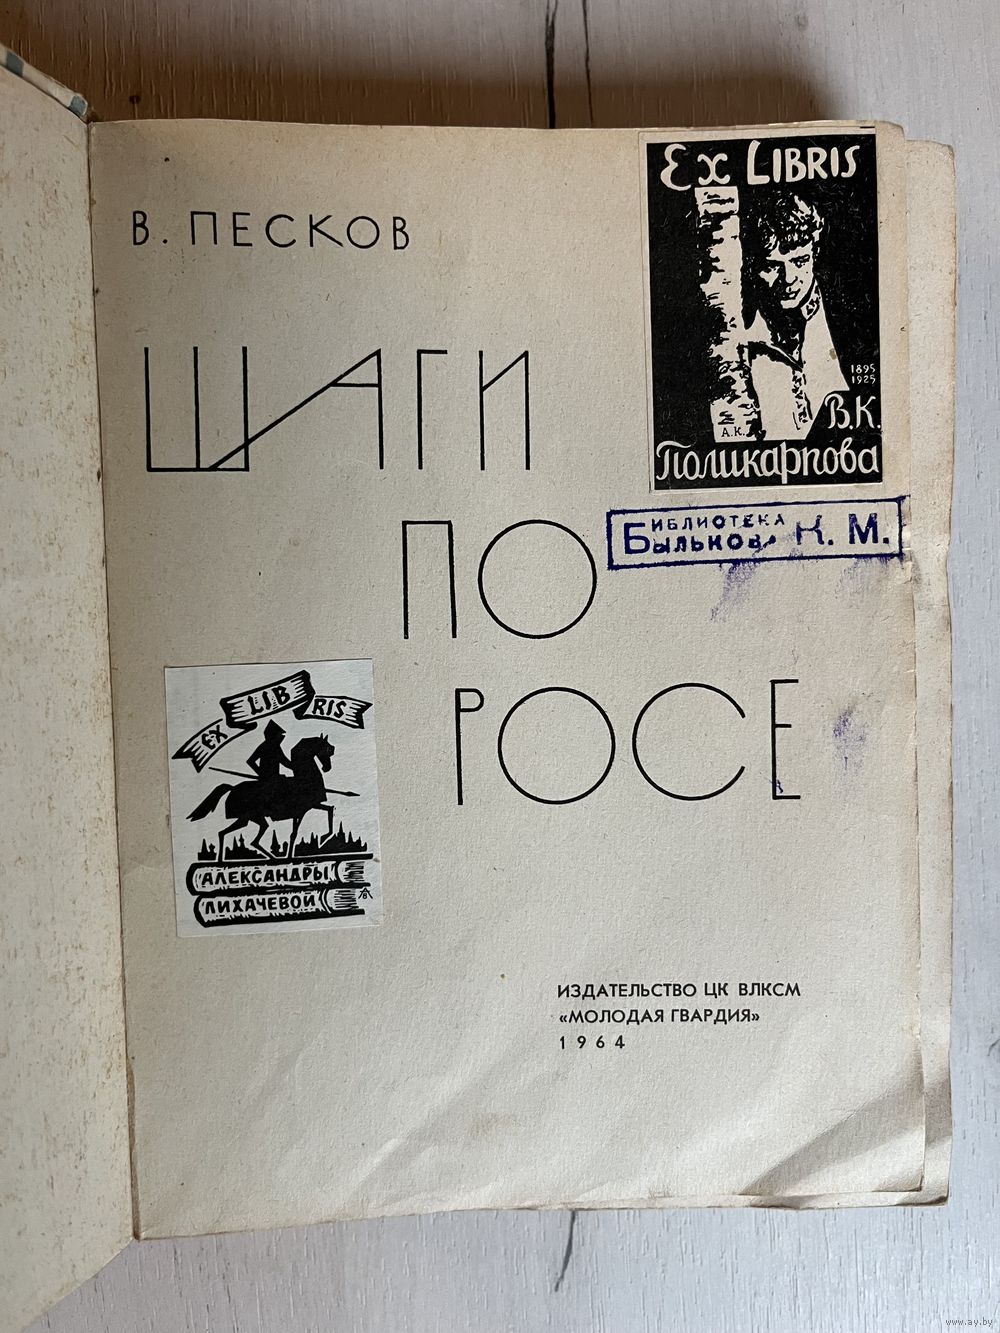 В. ПЕСКОВ
ШАГИ
ПО
РОСЕ
Ex LIBRIS
1895
1925
А.К.
В.К.
Поликарпова
БИБЛИОТЕКА
БЫЛЬКОВ К. М.
EX LIB RIS
АЛЕКСАНДРЫ
ЛИХАЧЕВОЙ
ИЗДАТЕЛЬСТВО ЦК ВЛКСМ
«МОЛОДАЯ ГВАРДИЯ»
1964
www.ay.by